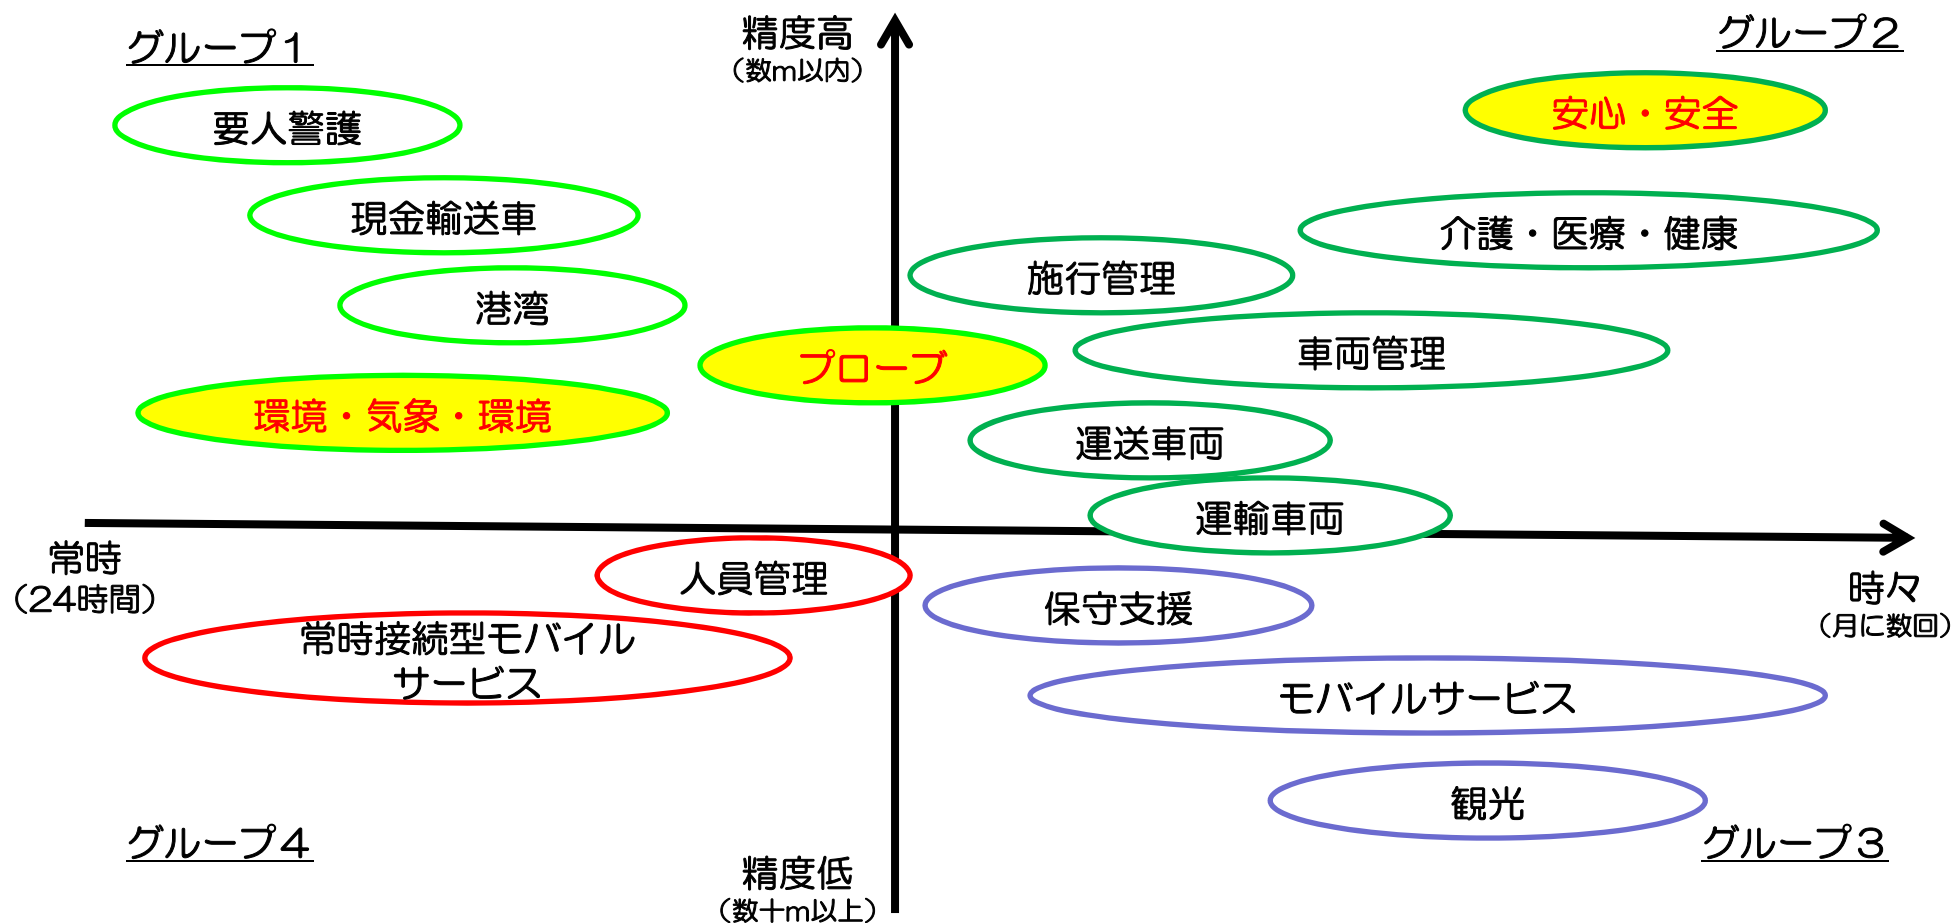 グループ１
精度高
（数m以内）
グループ２
要人警護
安心・安全
現金輸送車
介護・医療・健康
施行管理
港湾
車両管理
プローブ
環境・気象・環境
運送車両
運輸車両
常時
（24時間）
人員管理
時々
（月に数回）
保守支援
常時接続型モバイル
サービス
モバイルサービス
観光
グループ４
グループ３
精度低
（数十m以上）